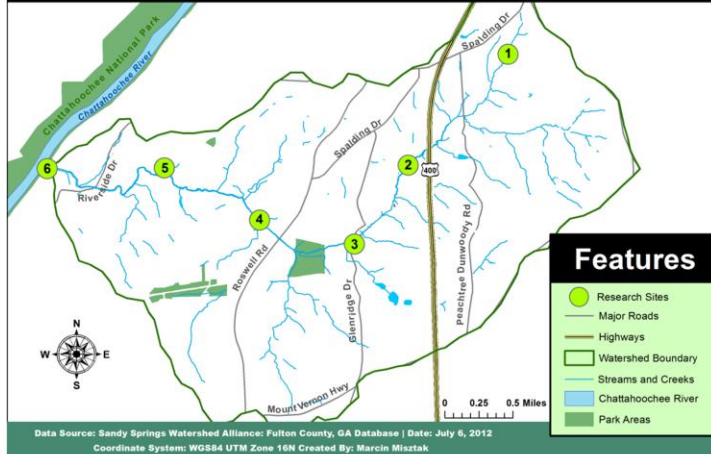 Chattahoochee National Park
Chattahoochee River
Spalding Dr
1
Spalding Dr
2
400
6
5
Riverside Dr
4
3
Roswell Rd
Glenridge Dr
Peachtree Dunwoody Rd
Mount Vernon Hwy
N
W
E
S
0 0.25 0.5 Miles
Features
Research Sites
Major Roads
Highways
Watershed Boundary
Streams and Creeks
Chattahoochee River
Park Areas
Data Source: Sandy Springs Watershed Alliance: Fulton County, GA Database | Date: July 6, 2012
Coordinate System: WGS84 UTM Zone 16N Created By: Marcin Misztak